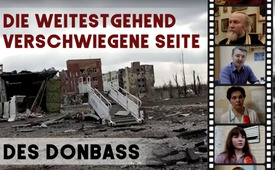 DIE WEITESTGEHEND
VERSCHWIEGENE SEITE
DES DONBASS